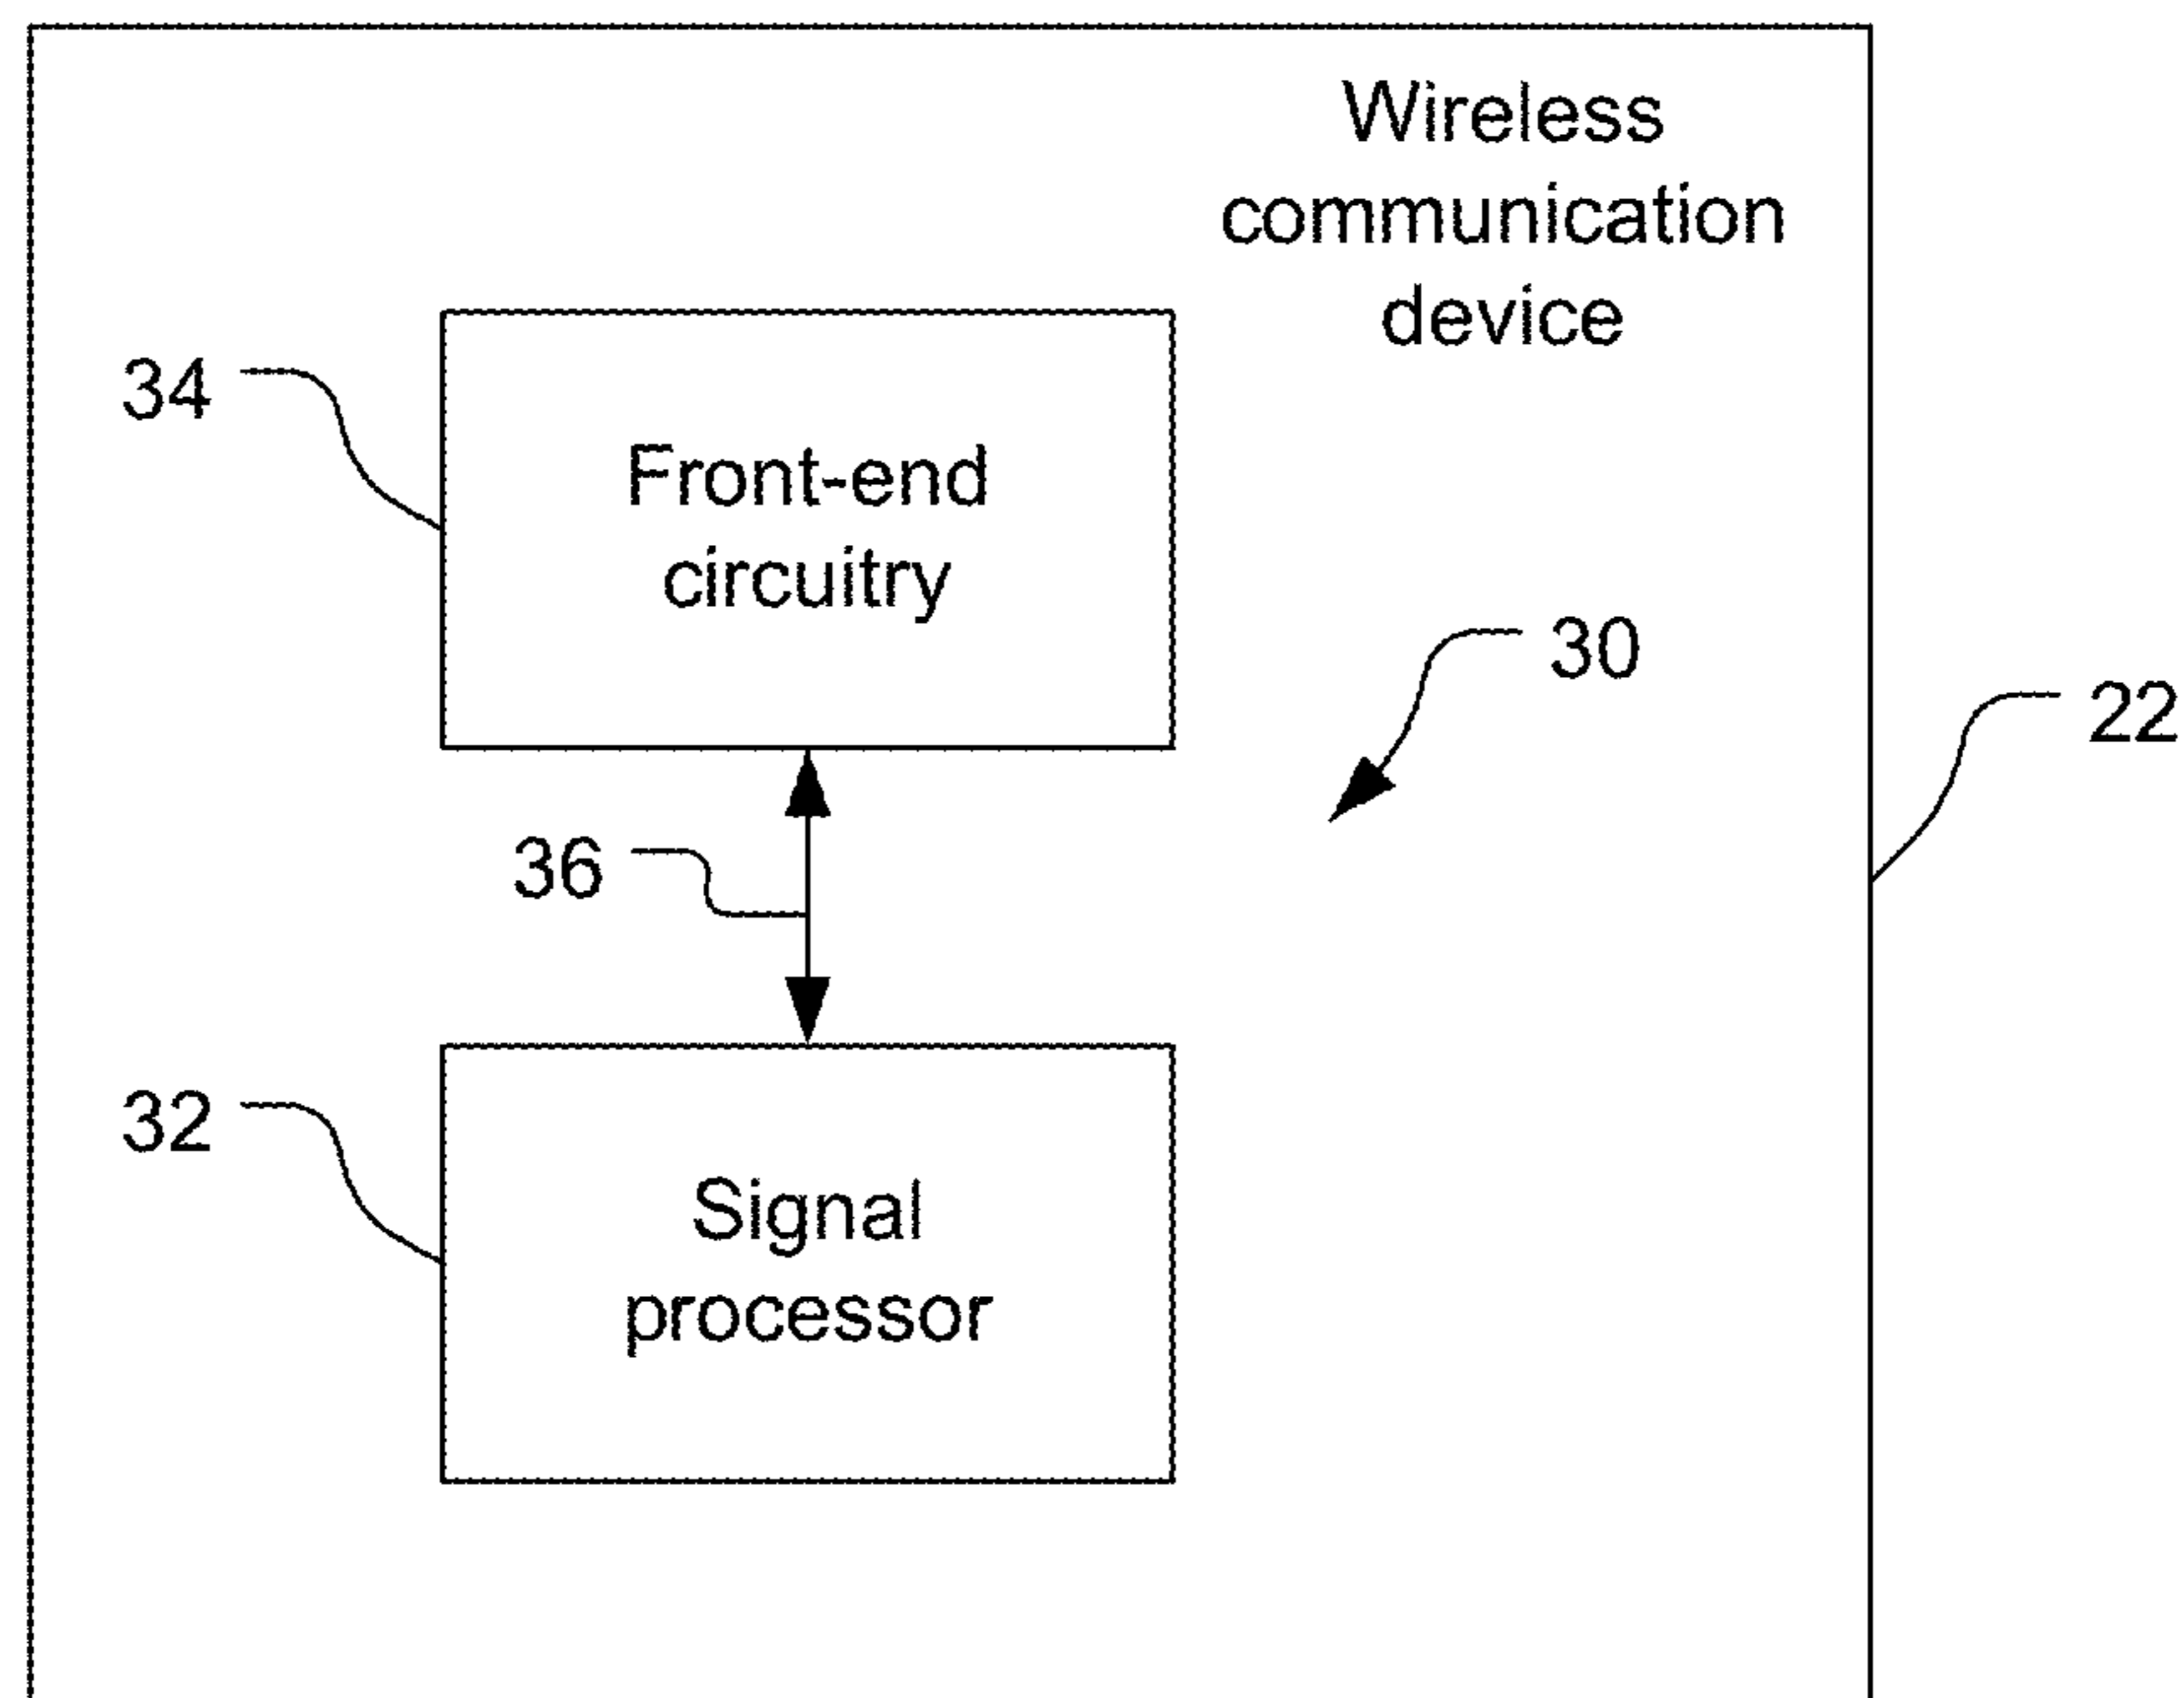 Wireless
communication
device
34
Front-end
circuitry
30
22
36
32
Signal
processor